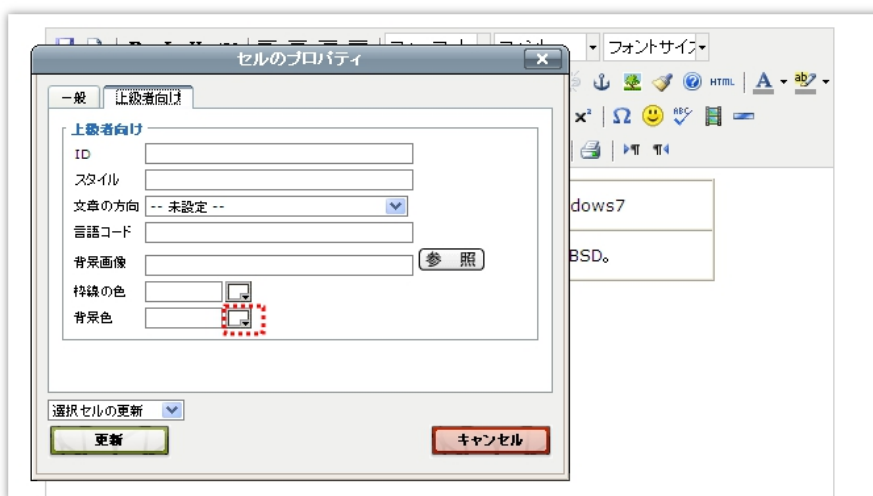 セルのプロパティ
フォントサイズ
一般
上級者向け
HTML
A
ab
上級者向け
x²
Ω
ABC
ID
スタイル
文章の方向
-- 未設定 --
dows7
言語コード
背景画像
参 照
BSD。
枠線の色
背景色
選択セルの更新
更新
キャンセル